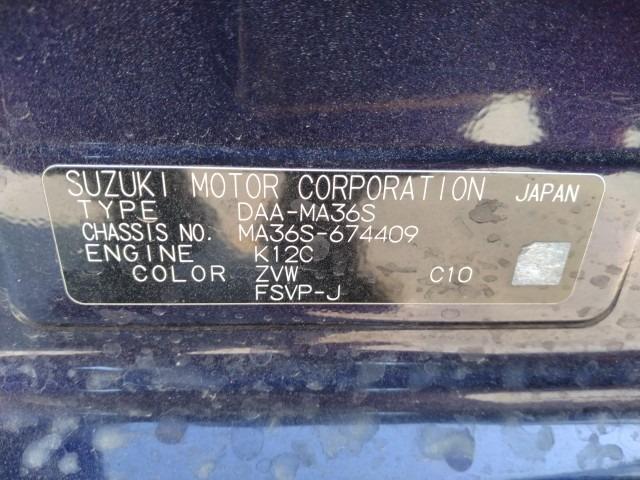 SUZUKI MOTOR CORPORATION JAPAN
TYPE DAA-MA36S
CHASSIS NO. MA36S-674409
ENGINE K12C
COLOR ZVW C10
FSVP-J